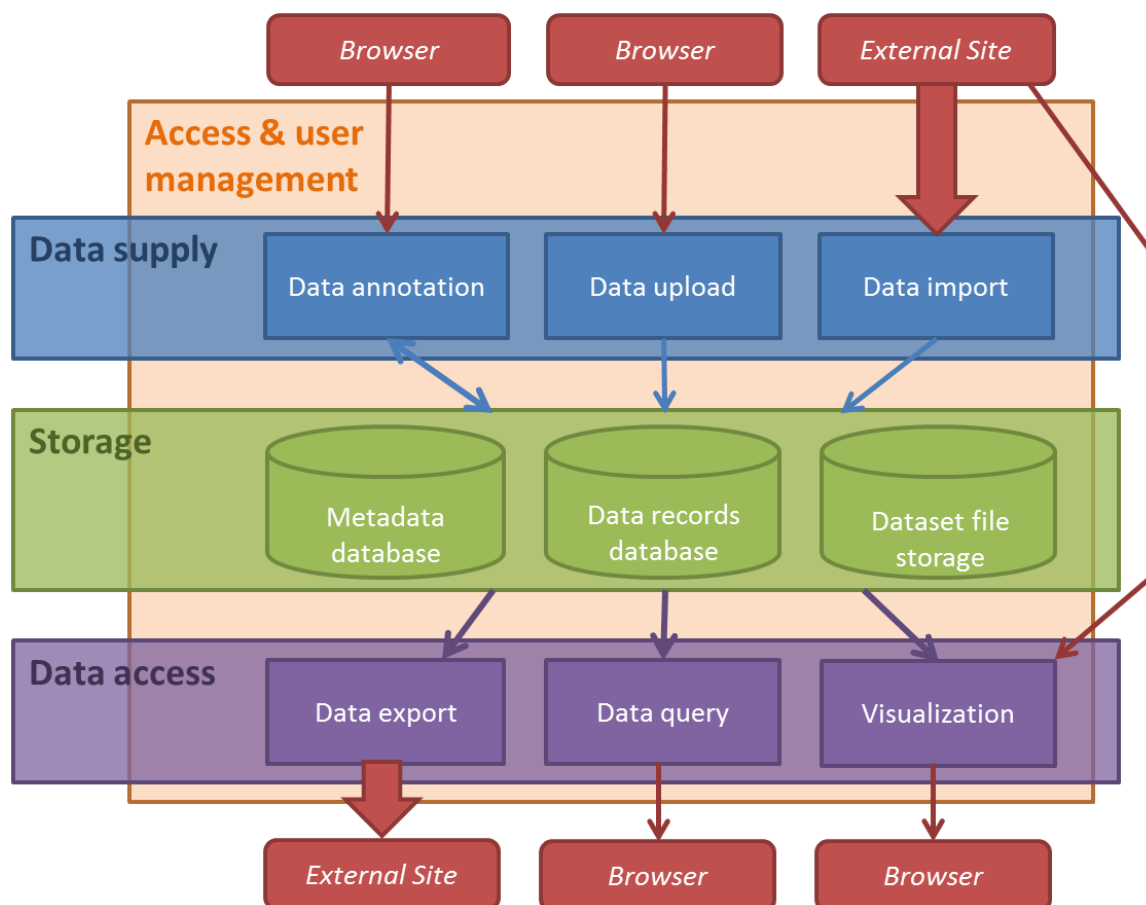 Browser
Browser
External Site
Access & user
management
Data supply
Data annotation
Data upload
Data import
Storage
Metadata
database
Data records
database
Dataset file
storage
Data access
Data export
Data query
Visualization
External Site
Browser
Browser